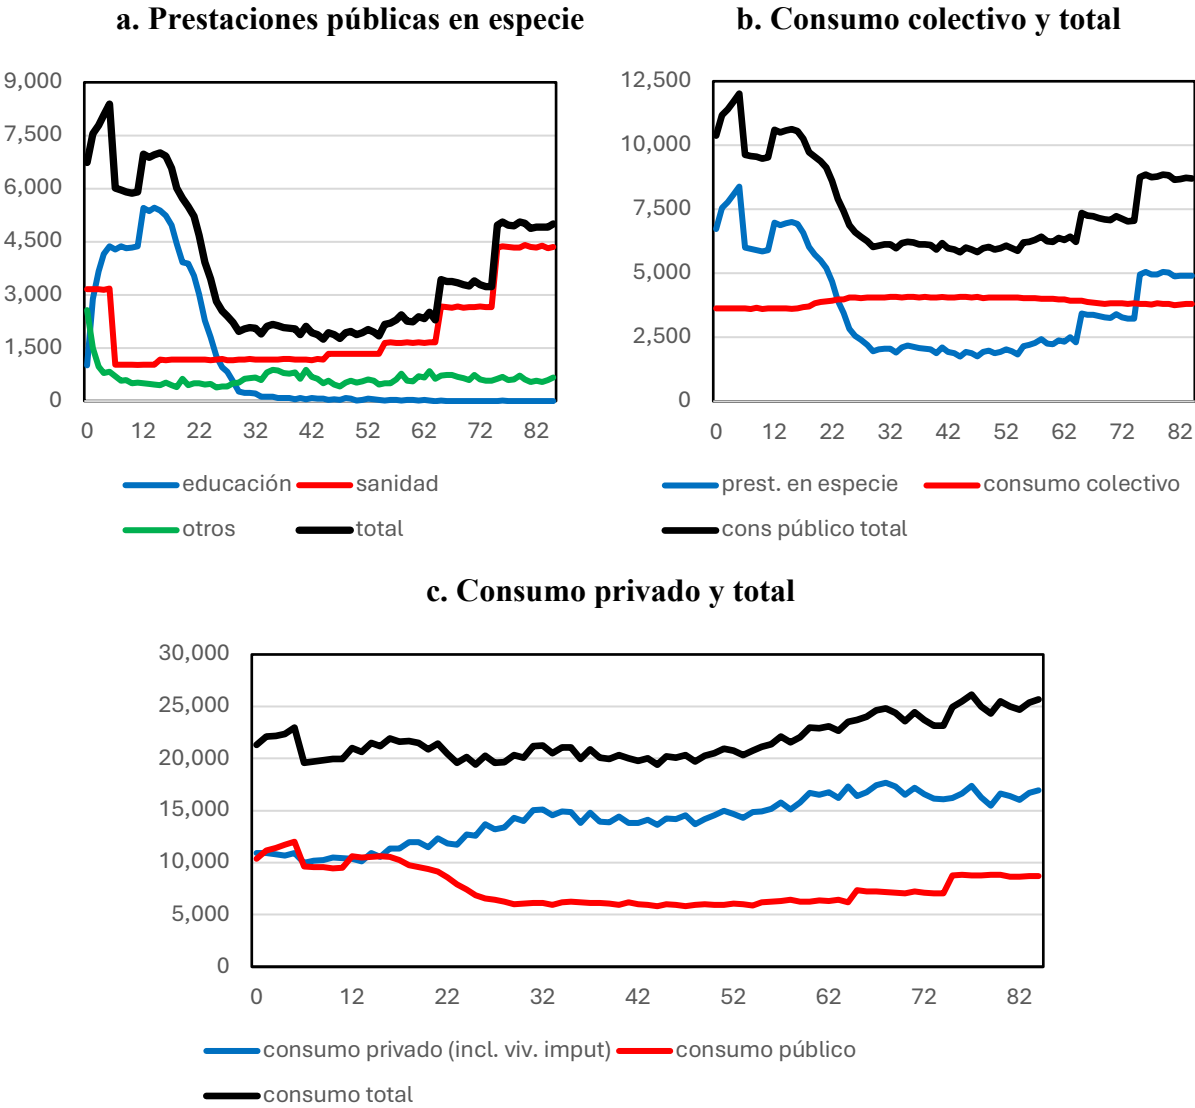 a. Prestaciones públicas en especie
b. Consumo colectivo y total
9,000
7,500
6,000
4,500
3,000
1,500
0
0 12 22 32 42 52 62 72 82
educación sanidad
otros total
12,500
10,000
7,500
5,000
2,500
0
0 12 22 32 42 52 62 72 82
prest. en especie consumo colectivo
cons público total
c. Consumo privado y total
30,000
25,000
20,000
15,000
10,000
5,000
0
0 12 22 32 42 52 62 72 82
consumo privado (incl. viv. imput) consumo público
consumo total